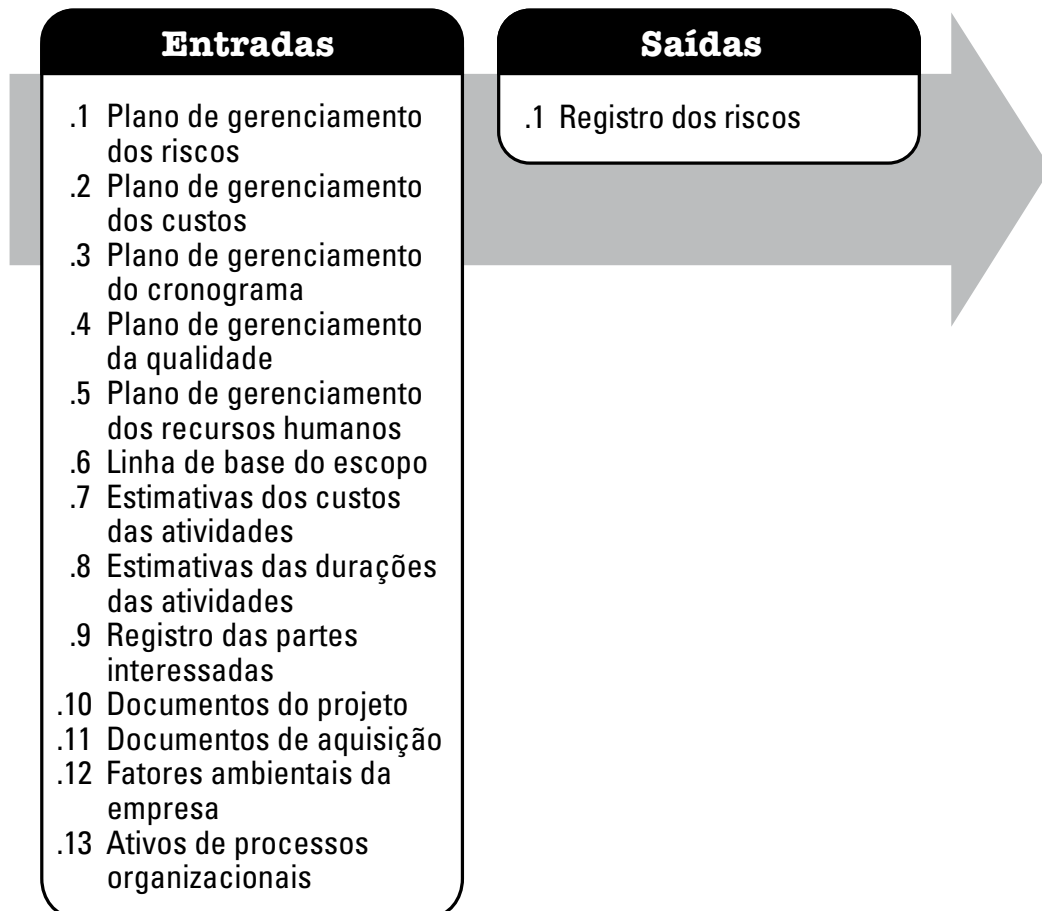 Entradas
.1 Plano de gerenciamento
dos riscos
.2 Plano de gerenciamento
dos custos
.3 Plano de gerenciamento
do cronograma
.4 Plano de gerenciamento
da qualidade
.5 Plano de gerenciamento
dos recursos humanos
.6 Linha de base do escopo
.7 Estimativas dos custos
das atividades
.8 Estimativas das durações
das atividades
.9 Registro das partes
interessadas
.10 Documentos do projeto
.11 Documentos de aquisição
.12 Fatores ambientais da
empresa
.13 Ativos de processos
organizacionais
Saídas
.1 Registro dos riscos